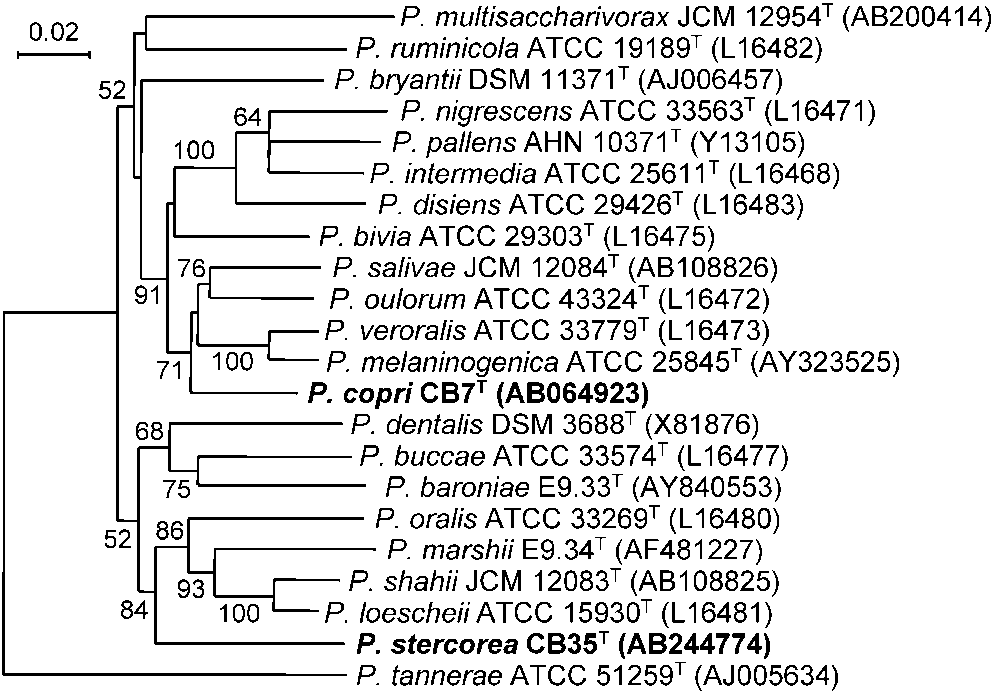 P. multisaccharivorax JCM 12954ᵀ (AB200414)
0.02
P. ruminicola ATCC 19189ᵀ (L16482)
52
P. bryantii DSM 11371ᵀ (AJ006457)
P. nigrescens ATCC 33563ᵀ (L16471)
64
P. pallens AHN 10371ᵀ (Y13105)
100
P. intermedia ATCC 25611ᵀ (L16468)
P. disiens ATCC 29426ᵀ (L16483)
P. bivia ATCC 29303ᵀ (L16475)
76
P. salivae JCM 12084ᵀ (AB108826)
91
P. oulorum ATCC 43324ᵀ (L16472)
P. veroralis ATCC 33779ᵀ (L16473)
100
P. melaninogenica ATCC 25845ᵀ (AY323525)
71
P. copri CB7ᵀ (AB064923)
P. dentalis DSM 3688ᵀ (X81876)
68
P. buccae ATCC 33574ᵀ (L16477)
75
P. baroniae E9.33ᵀ (AY840553)
P. oralis ATCC 33269ᵀ (L16480)
86
52
P. marshii E9.34ᵀ (AF481227)
93
P. shahii JCM 12083ᵀ (AB108825)
84
100
P. loescheii ATCC 15930ᵀ (L16481)
P. stercorea CB35ᵀ (AB244774)
P. tannerae ATCC 51259ᵀ (AJ005634)